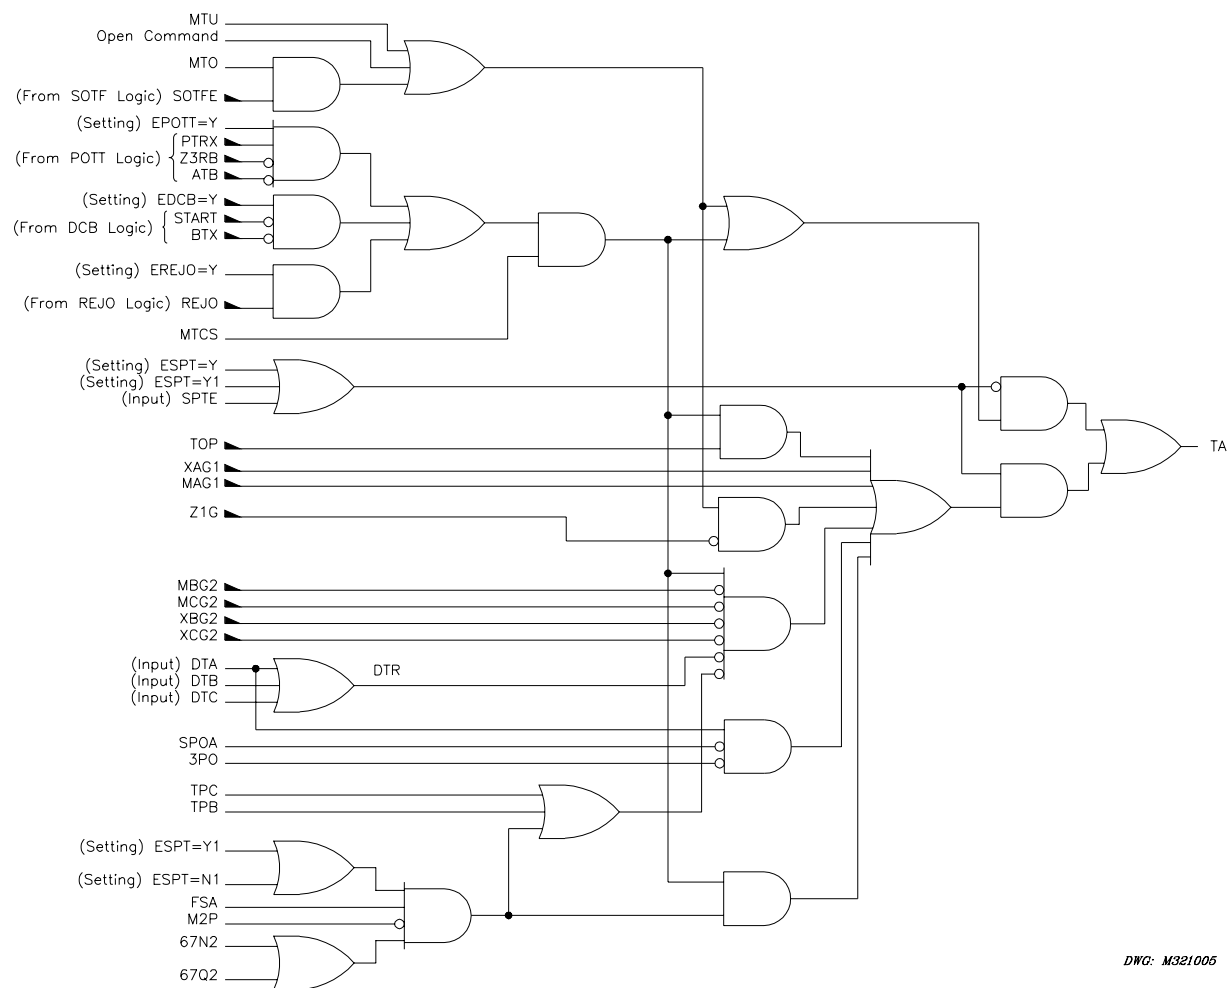 MTU
Open Command
MTO
(From SOTF Logic) SOTFE
(Setting) EPOTT=Y
PTRX
(From POTT Logic) Z3RB
ATB
(Setting) EDCB=Y
START
(From DCB Logic) BTX
(Setting) EREJO=Y
(From REJO Logic) REJO
MTCS
(Setting) ESPT=Y
(Setting) ESPT=Y1
(Input) SPTE
TOP
TA
XAG1
MAG1
Z1G
MBG2
MCG2
XBG2
XCG2
(Input) DTA
DTR
(Input) DTB
(Input) DTC
SPOA
3PO
TPC
TPB
(Setting) ESPT=Y1
(Setting) ESPT=N1
FSA
M2P
67N2
67Q2
DWG: M321005